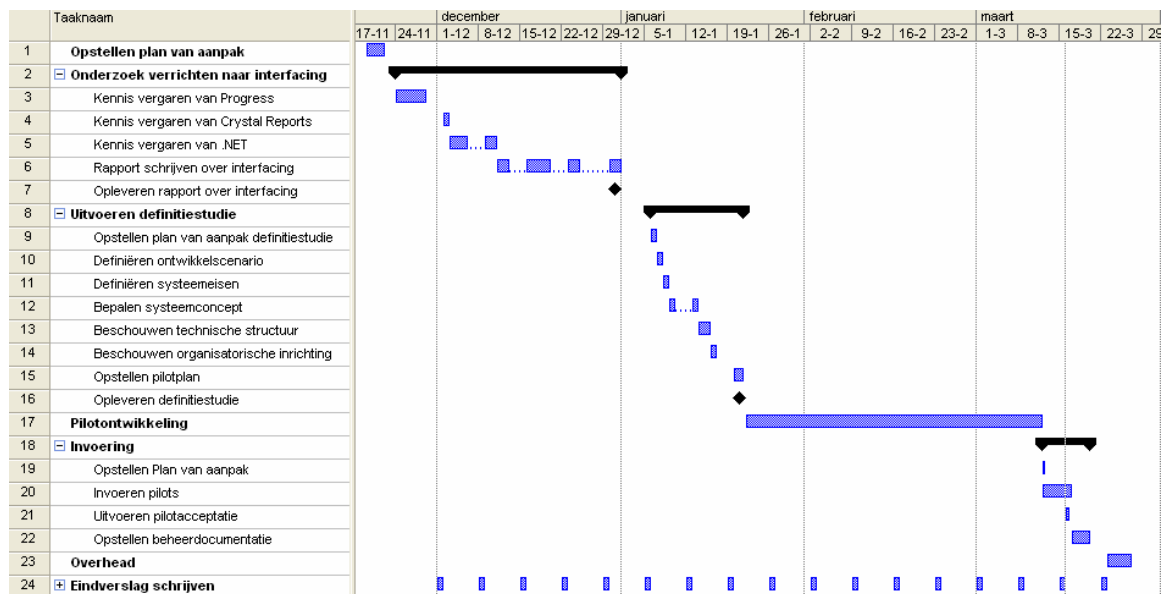 Taaknaam
december januari februari maart
17-11 24-11 1-12 8-12 15-12 22-12 29-12 5-1 12-1 19-1 26-1 2-2 9-2 16-2 23-2 1-3 8-3 15-3 22-3 29
1 Opstellen plan van aanpak
2 Onderzoek verrichten naar interfacing
3 Kennis vergaren van Progress
4 Kennis vergaren van Crystal Reports
5 Kennis vergaren van .NET
6 Rapport schrijven over interfacing
7 Opleveren rapport over interfacing
8 Uitvoeren definitiestudie
9 Opstellen plan van aanpak definitiestudie
10 Definiëren ontwikkelscenario
11 Definiëren systeemeisen
12 Bepalen systeemconcept
13 Beschouwen technische structuur
14 Beschouwen organisatorische inrichting
15 Opstellen pilotplan
16 Opleveren definitiestudie
17 Pilotontwikkeling
18 Invoering
19 Opstellen Plan van aanpak
20 Invoeren pilots
21 Uitvoeren pilotacceptatie
22 Opstellen beheerdocumentatie
23 Overhead
24 Eindverslag schrijven